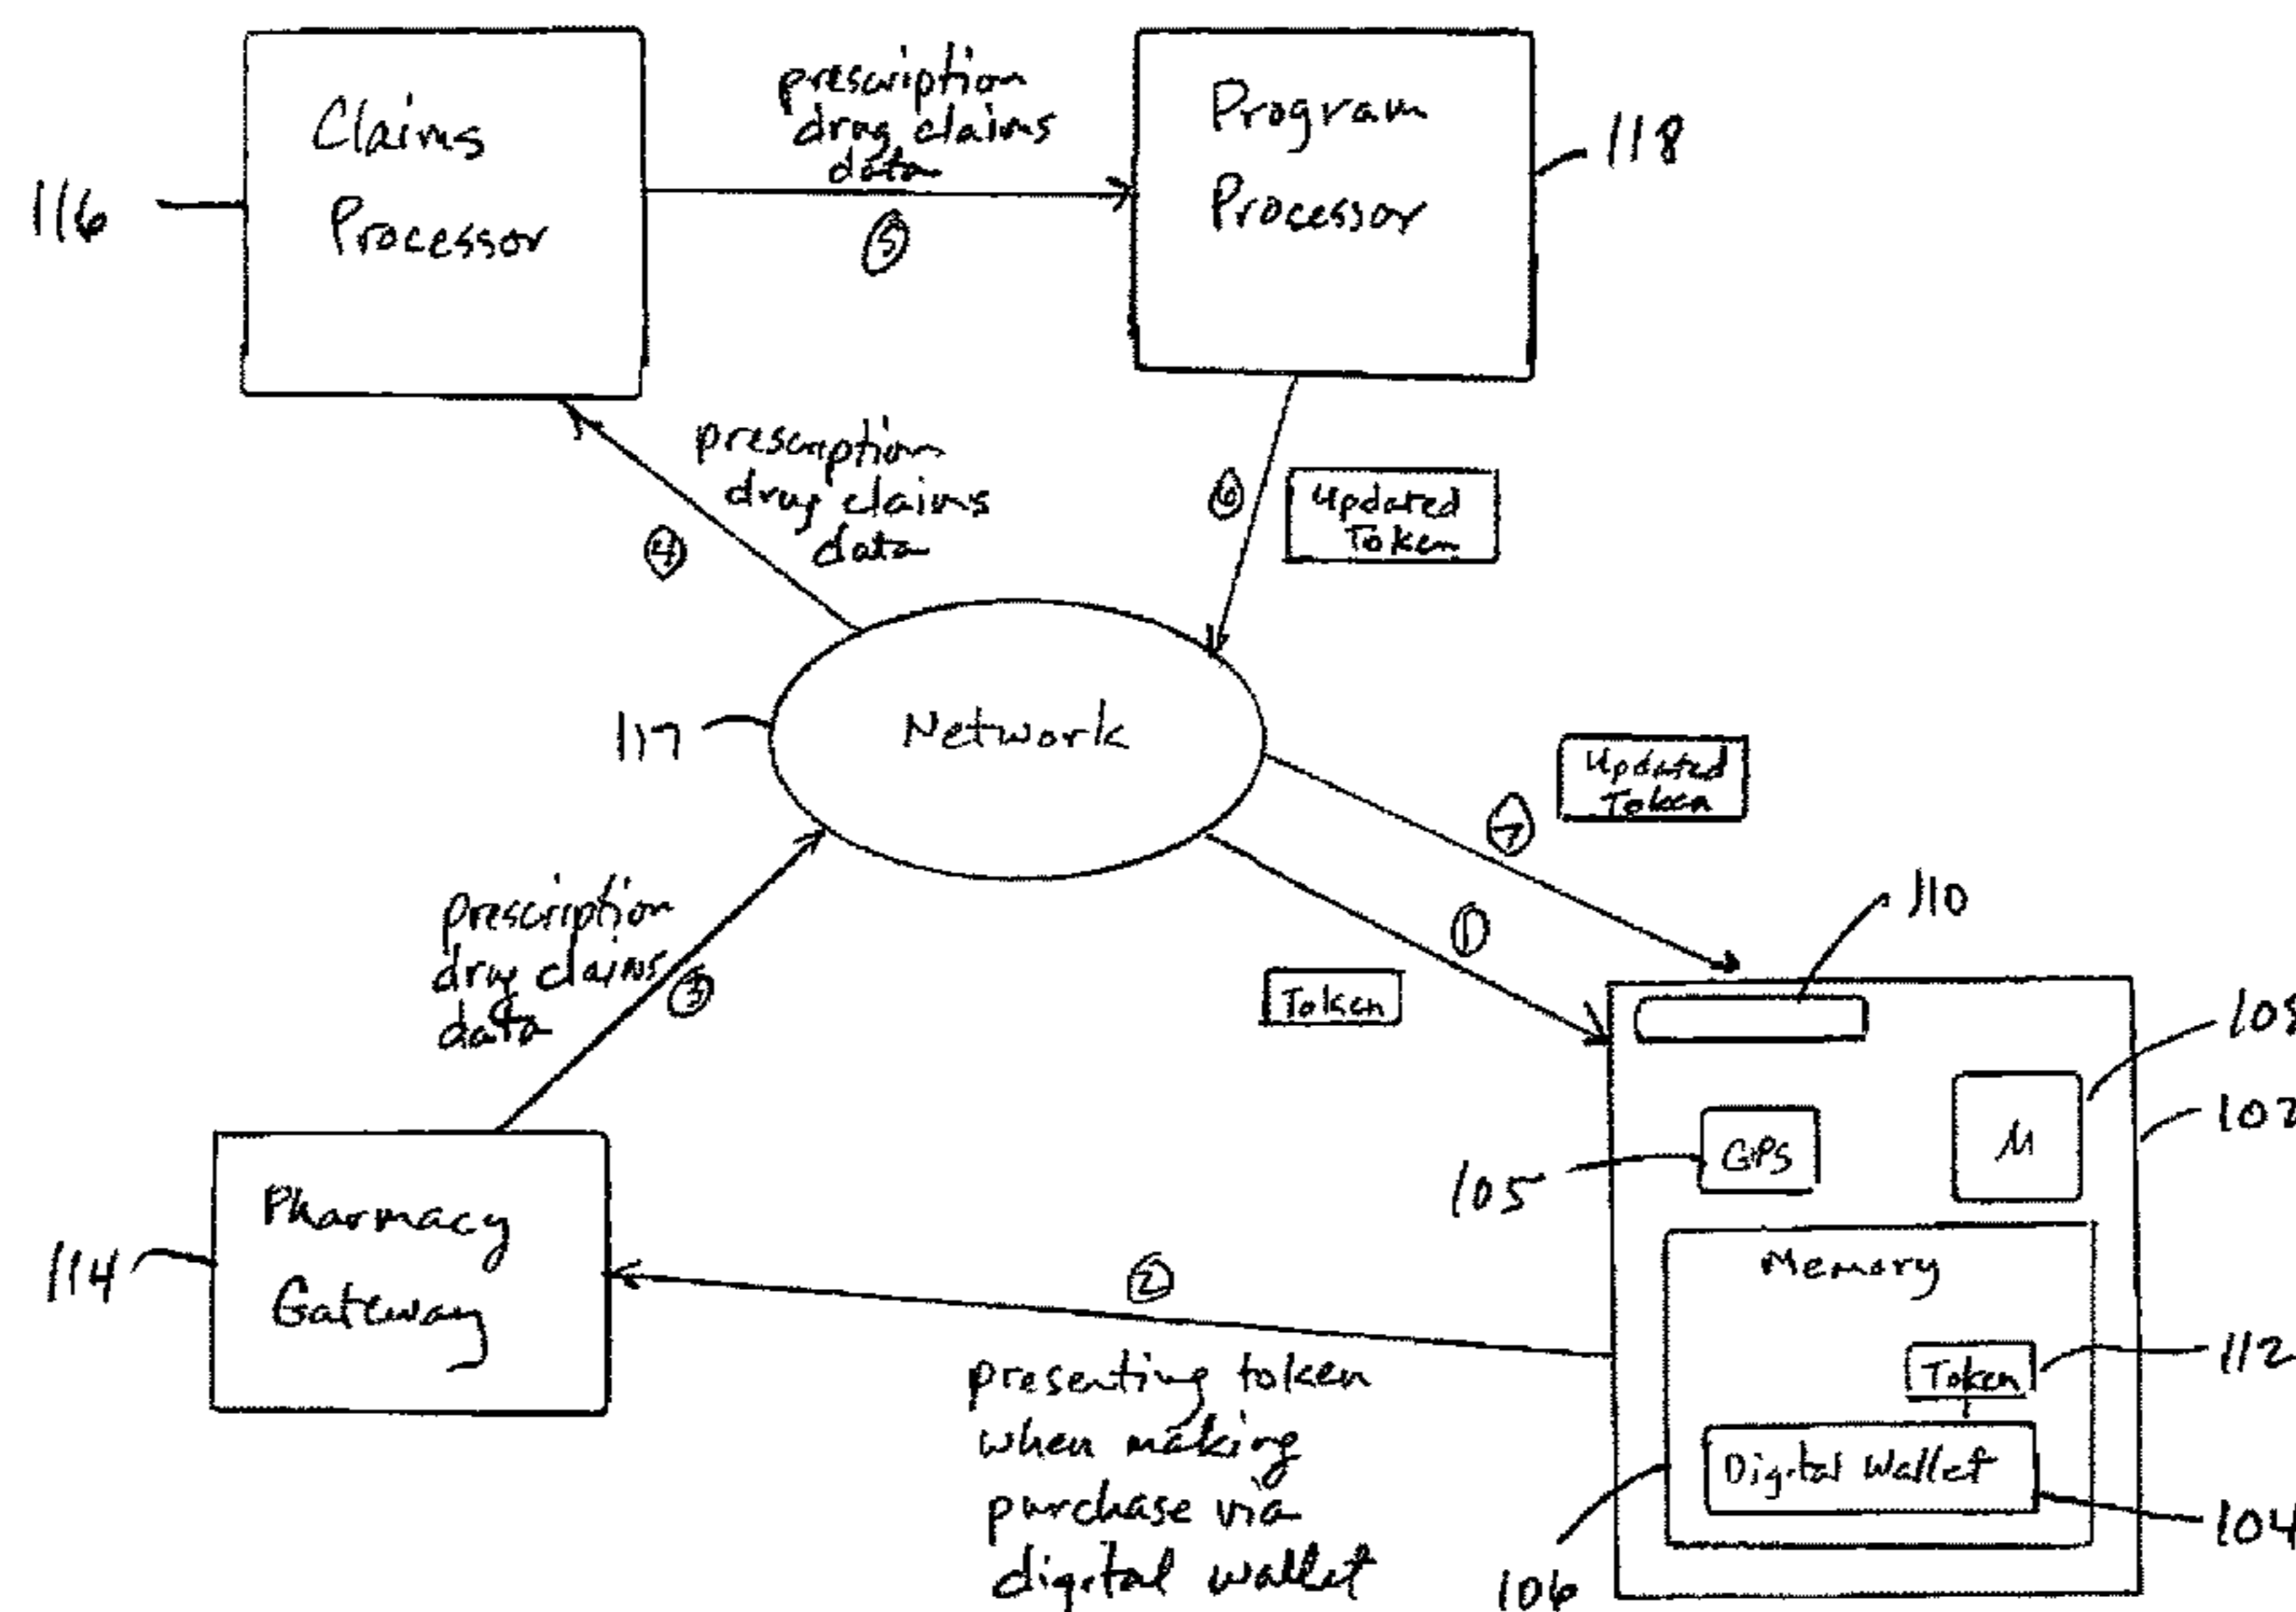 Claims
Processor
116
prescription
drug claims
data
⑤
Program
Processor
118
prescription
drug claims
data
④
⑥
Updated
Token
117
Network
Updated
Token
⑦
①
Token
prescription
drug claims
data
③
110
108
102
GPS
105
M
Pharmacy
Gateway
114
②
presenting token
when making
purchase via
digital wallet
Memory
Token
112
Digital Wallet
104
106